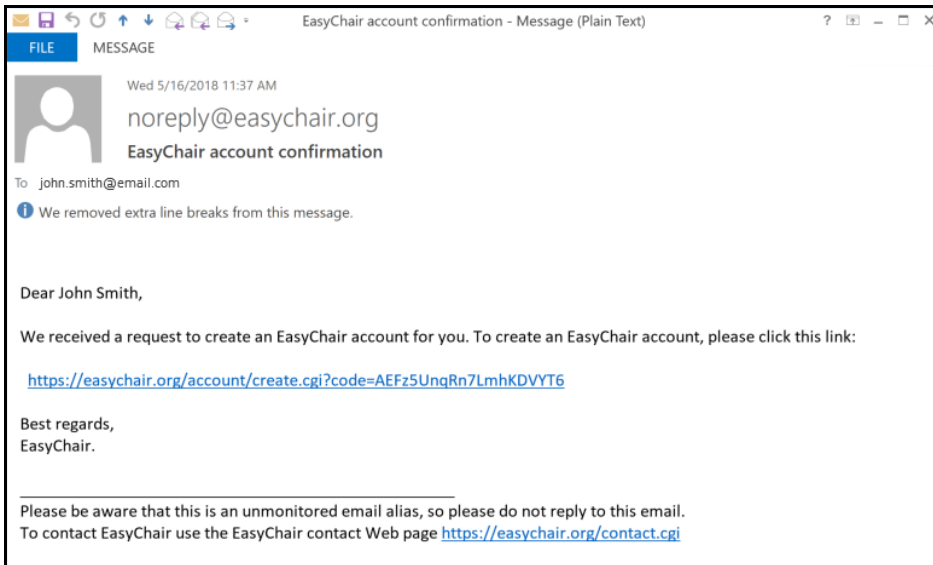 EasyChair account confirmation - Message (Plain Text)
FILE MESSAGE
Wed 5/16/2018 11:37 AM
noreply@easychair.org
EasyChair account confirmation
To john.smith@email.com
We removed extra line breaks from this message.
Dear John Smith,
We received a request to create an EasyChair account for you. To create an EasyChair account, please click this link:
https://easychair.org/account/create.cgi?code=AEFz5UnqRn7LmhKDVYT6
Best regards,
EasyChair.
Please be aware that this is an unmonitored email alias, so please do not reply to this email.
To contact EasyChair use the EasyChair contact Web page https://easychair.org/contact.cgi